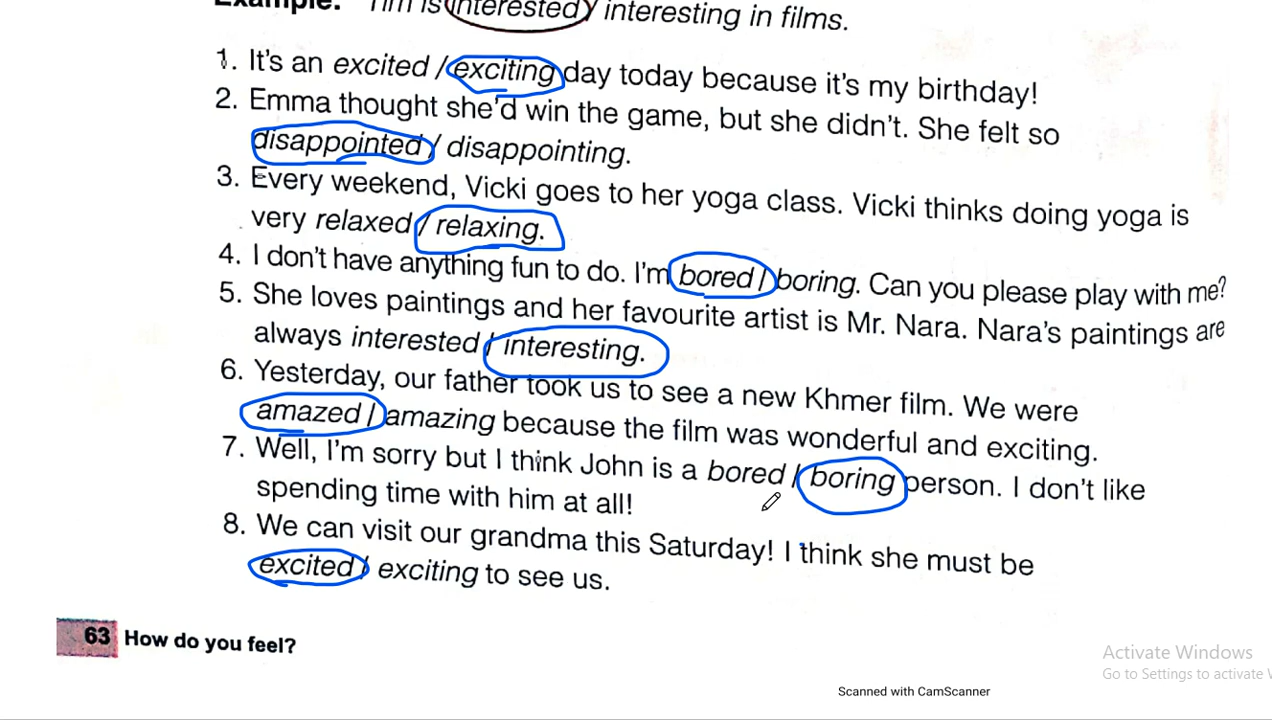 Example: Tim is interested / interesting in films.
1. It's an excited / exciting day today because it's my birthday!
2. Emma thought she'd win the game, but she didn't. She felt so
disappointed / disappointing.
3. Every weekend, Vicki goes to her yoga class. Vicki thinks doing yoga is
very relaxed / relaxing.
4. I don't have anything fun to do. I'm bored / boring. Can you please play with me?
5. She loves paintings and her favourite artist is Mr. Nara. Nara's paintings are
always interested / interesting.
6. Yesterday, our father took us to see a new Khmer film. We were
amazed / amazing because the film was wonderful and exciting.
7. Well, I'm sorry but I think John is a bored / boring person. I don't like
spending time with him at all!
8. We can visit our grandma this Saturday! I think she must be
excited / exciting to see us.
63 How do you feel?
Activate Windows
Go to Settings to activate
Scanned with CamScanner